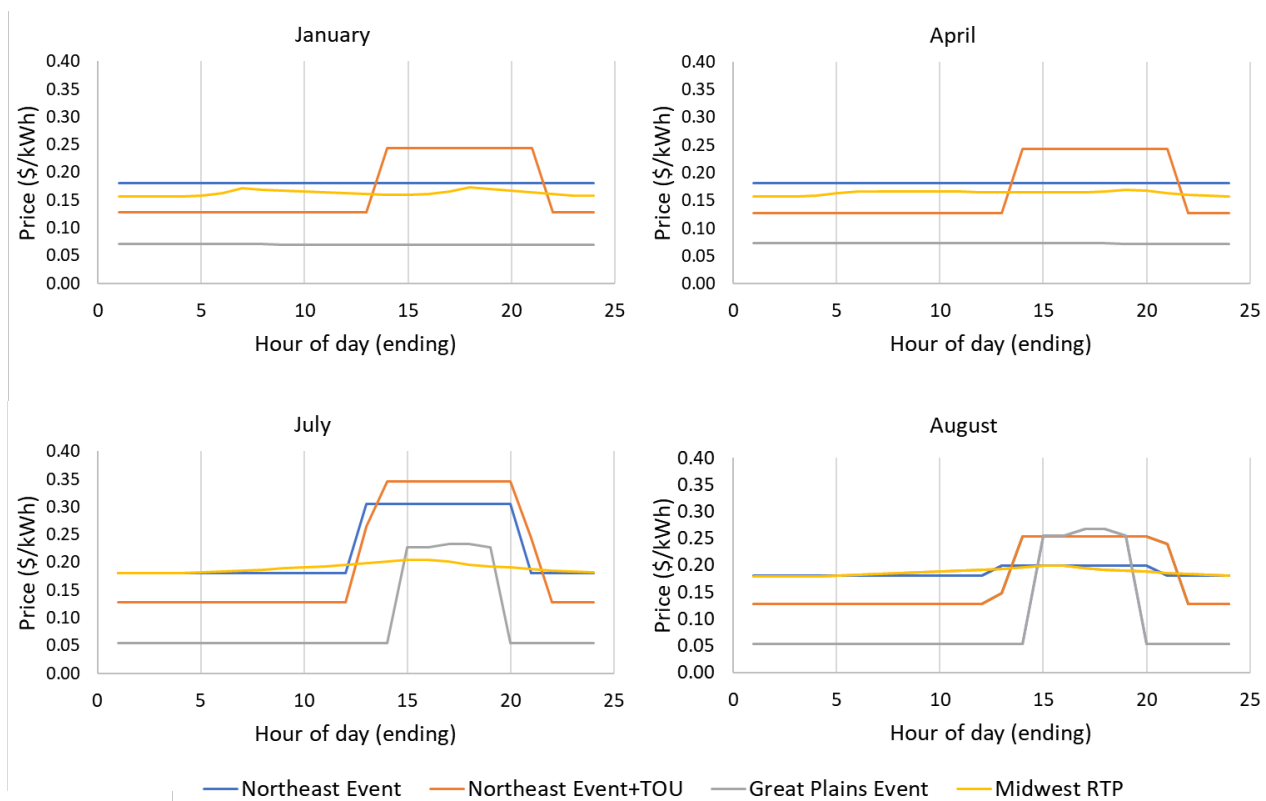 January
0.40
0.35
0.30
0.25
0.20
0.15
0.10
0.05
0.00
Price ($/kWh)
0 5 10 15 20 25
Hour of day (ending)
April
0.40
0.35
0.30
0.25
0.20
0.15
0.10
0.05
0.00
Price ($/kWh)
0 5 10 15 20 25
Hour of day (ending)
July
0.40
0.35
0.30
0.25
0.20
0.15
0.10
0.05
0.00
Price ($/kWh)
0 5 10 15 20 25
Hour of day (ending)
August
0.40
0.35
0.30
0.25
0.20
0.15
0.10
0.05
0.00
Price ($/kWh)
0 5 10 15 20 25
Hour of day (ending)
Northeast Event Northeast Event+TOU Great Plains Event Midwest RTP